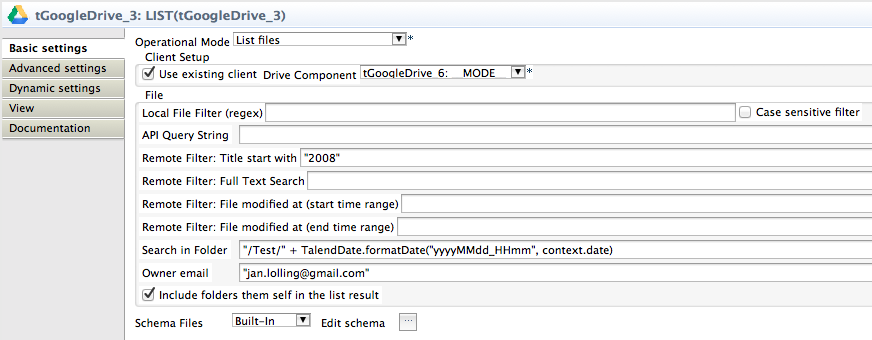 tGoogleDrive_3: LIST(tGoogleDrive_3)
Basic settings
Advanced settings
Dynamic settings
View
Documentation
Operational Mode List files *
Client Setup
Use existing client Drive Component tGoogleDrive_6: __MODE__ *
File
Local File Filter (regex) Case sensitive filter
API Query String
Remote Filter: Title start with "2008"
Remote Filter: Full Text Search
Remote Filter: File modified at (start time range)
Remote Filter: File modified at (end time range)
Search in Folder "/Test/" + TalendDate.formatDate("yyyyMMdd_HHmm", context.date)
Owner email "jan.lolling@gmail.com"
Include folders them self in the list result
Schema Files Built-In Edit schema ...